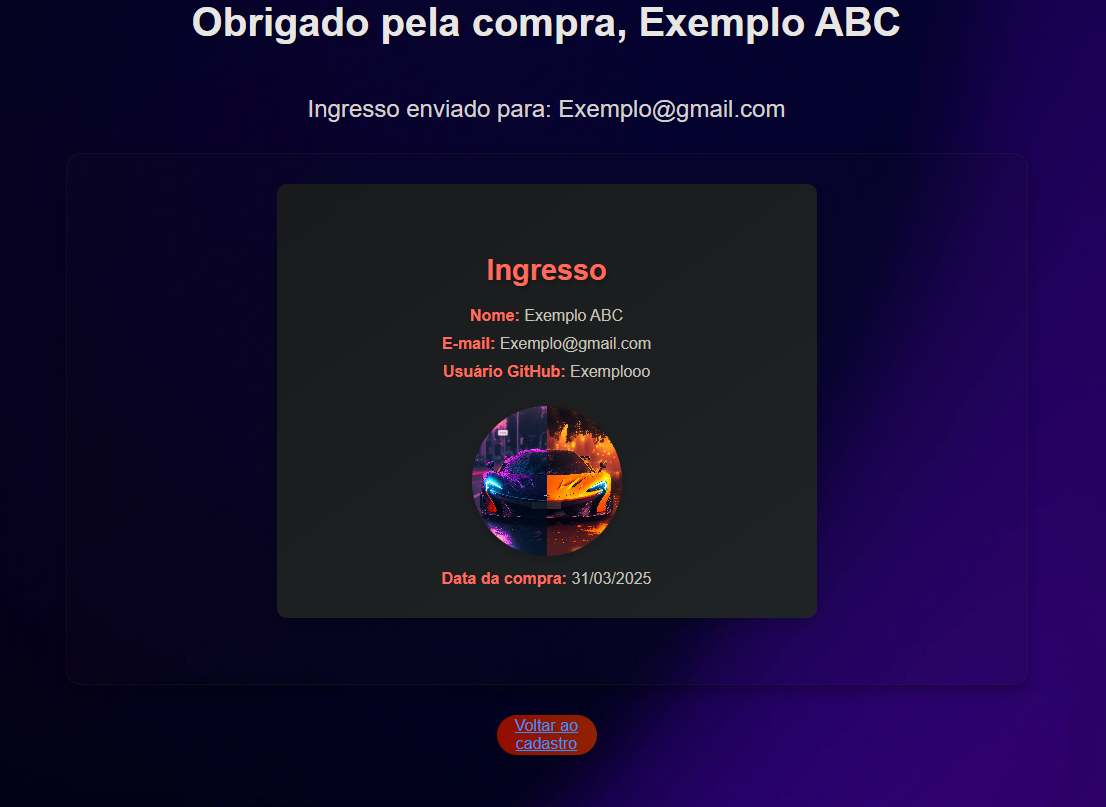 Obrigado pela compra, Exemplo ABC
Ingresso enviado para: Exemplo@gmail.com
Ingresso
Nome: Exemplo ABC
E-mail: Exemplo@gmail.com
Usuário GitHub: Exemplooo
Data da compra: 31/03/2025
Voltar ao
cadastro